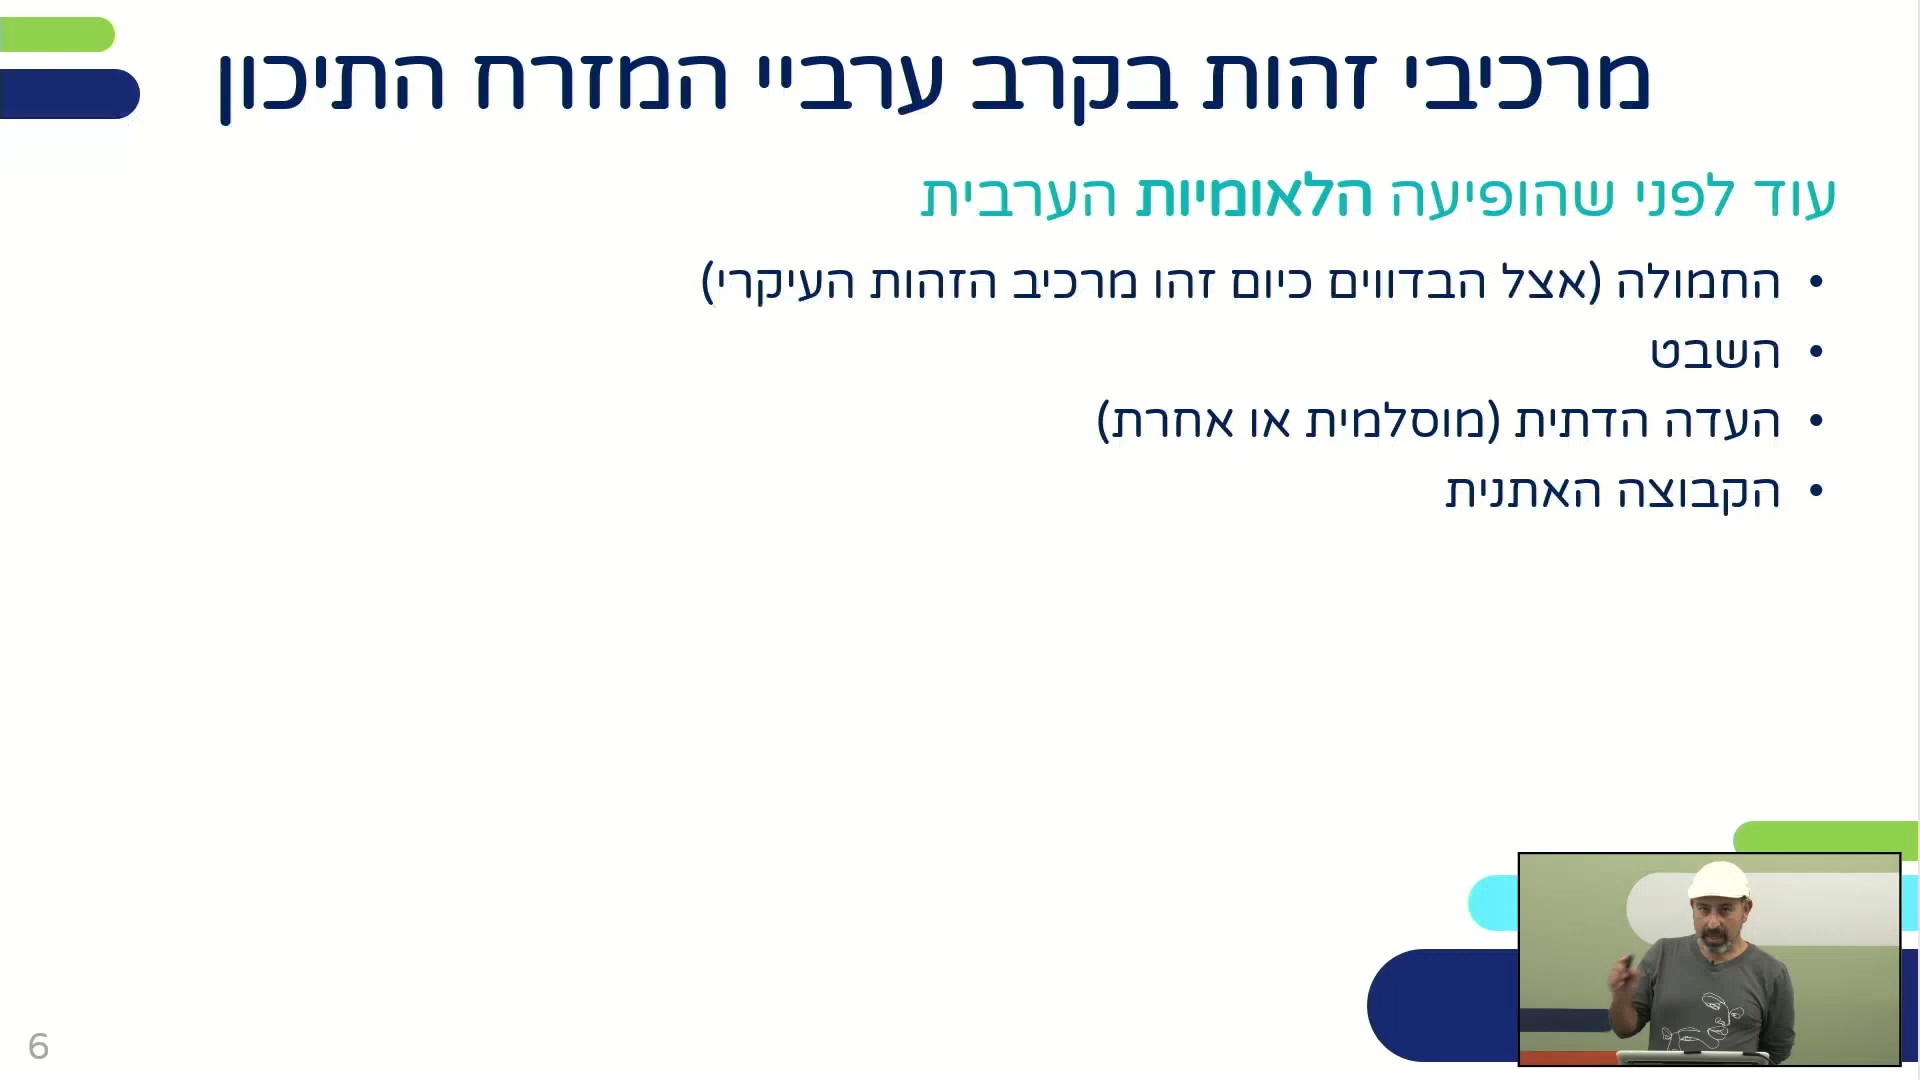 מרכיבי זהות בקרב ערביי המזרח התיכון
עוד לפני שהופיעה הלאומיות הערבית
• החמולה (אצל הבדווים כיום זהו מרכיב הזהות העיקרי)
• השבט
• העדה הדתית (מוסלמית או אחרת)
• הקבוצה האתנית
6